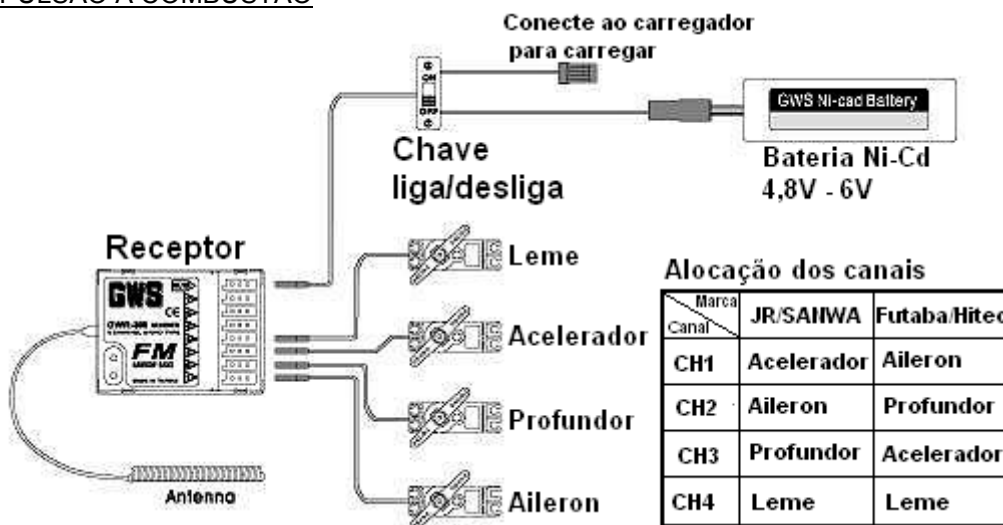 PULSÃO A COMBUSTÃO
Conecte ao carregador
para carregar
ON
OFF
GWS Ni-cad Battery
Chave
liga/desliga
Bateria Ni-Cd
4,8V - 6V
Receptor
GWS
FM
Antenna
Leme
Acelerador
Profundor
Aileron
Alocação dos canais
Marca
Canal
JR/SANWA
Futaba/Hitec
CH1
Acelerador
Aileron
CH2
Aileron
Profundor
CH3
Profundor
Acelerador
CH4
Leme
Leme